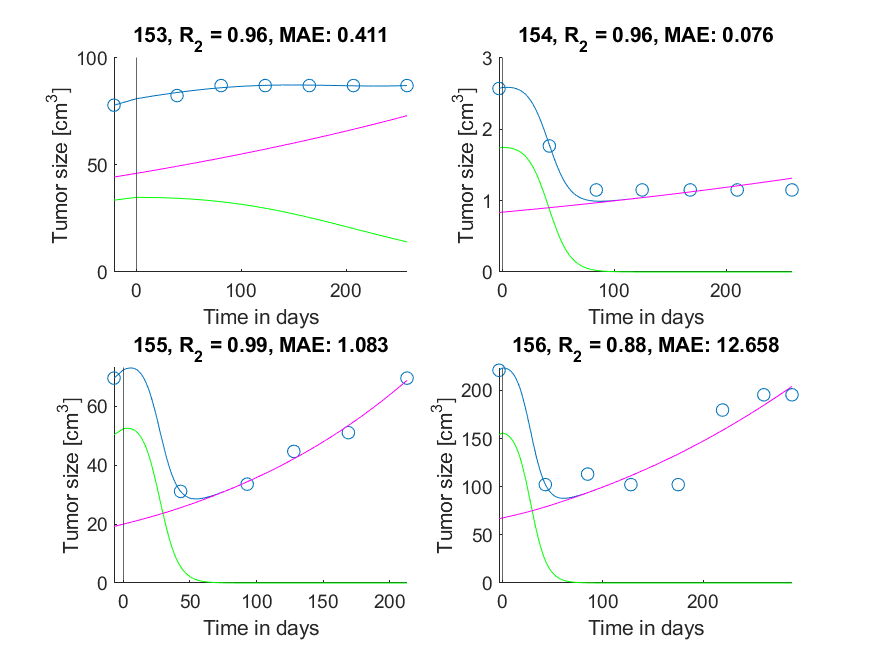 153, R2 = 0.96, MAE: 0.411
100
50
0
Tumor size [cm3]
0 100 200
Time in days
154, R2 = 0.96, MAE: 0.076
3
2
1
0
Tumor size [cm3]
0 100 200
Time in days
155, R2 = 0.99, MAE: 1.083
60
40
20
0
Tumor size [cm3]
0 50 100 150 200
Time in days
156, R2 = 0.88, MAE: 12.658
200
150
100
50
0
Tumor size [cm3]
0 100 200
Time in days